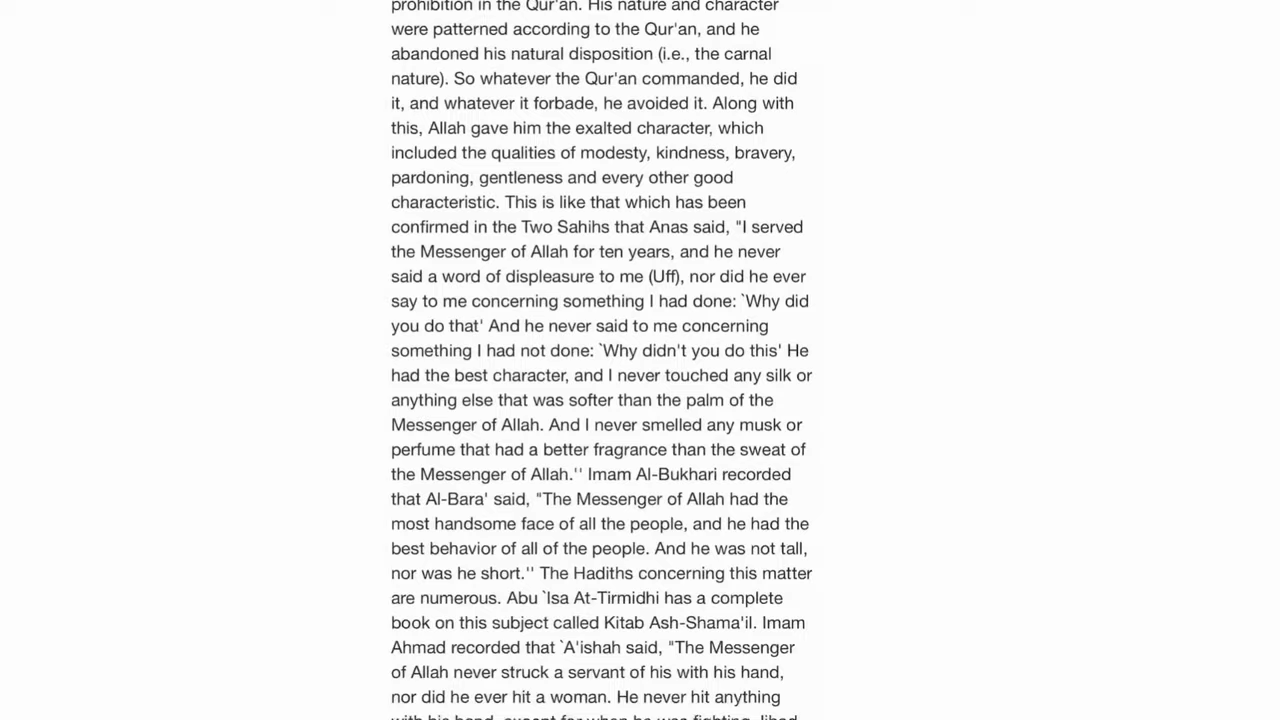 prohibition in the Qur'an. His nature and character
were patterned according to the Qur'an, and he
abandoned his natural disposition (i.e., the carnal
nature). So whatever the Qur'an commanded, he did
it, and whatever it forbade, he avoided it. Along with
this, Allah gave him the exalted character, which
included the qualities of modesty, kindness, bravery,
pardoning, gentleness and every other good
characteristic. This is like that which has been
confirmed in the Two Sahihs that Anas said, "I served
the Messenger of Allah for ten years, and he never
said a word of displeasure to me (Uff), nor did he ever
say to me concerning something I had done: `Why did
you do that' And he never said to me concerning
something I had not done: `Why didn't you do this' He
had the best character, and I never touched any silk or
anything else that was softer than the palm of the
Messenger of Allah. And I never smelled any musk or
perfume that had a better fragrance than the sweat of
the Messenger of Allah.'' Imam Al-Bukhari recorded
that Al-Bara' said, "The Messenger of Allah had the
most handsome face of all the people, and he had the
best behavior of all of the people. And he was not tall,
nor was he short.'' The Hadiths concerning this matter
are numerous. Abu `Isa At-Tirmidhi has a complete
book on this subject called Kitab Ash-Shama'il. Imam
Ahmad recorded that `A'ishah said, "The Messenger
of Allah never struck a servant of his with his hand,
nor did he ever hit a woman. He never hit anything
with his hand, except for when he was fighting Jihad